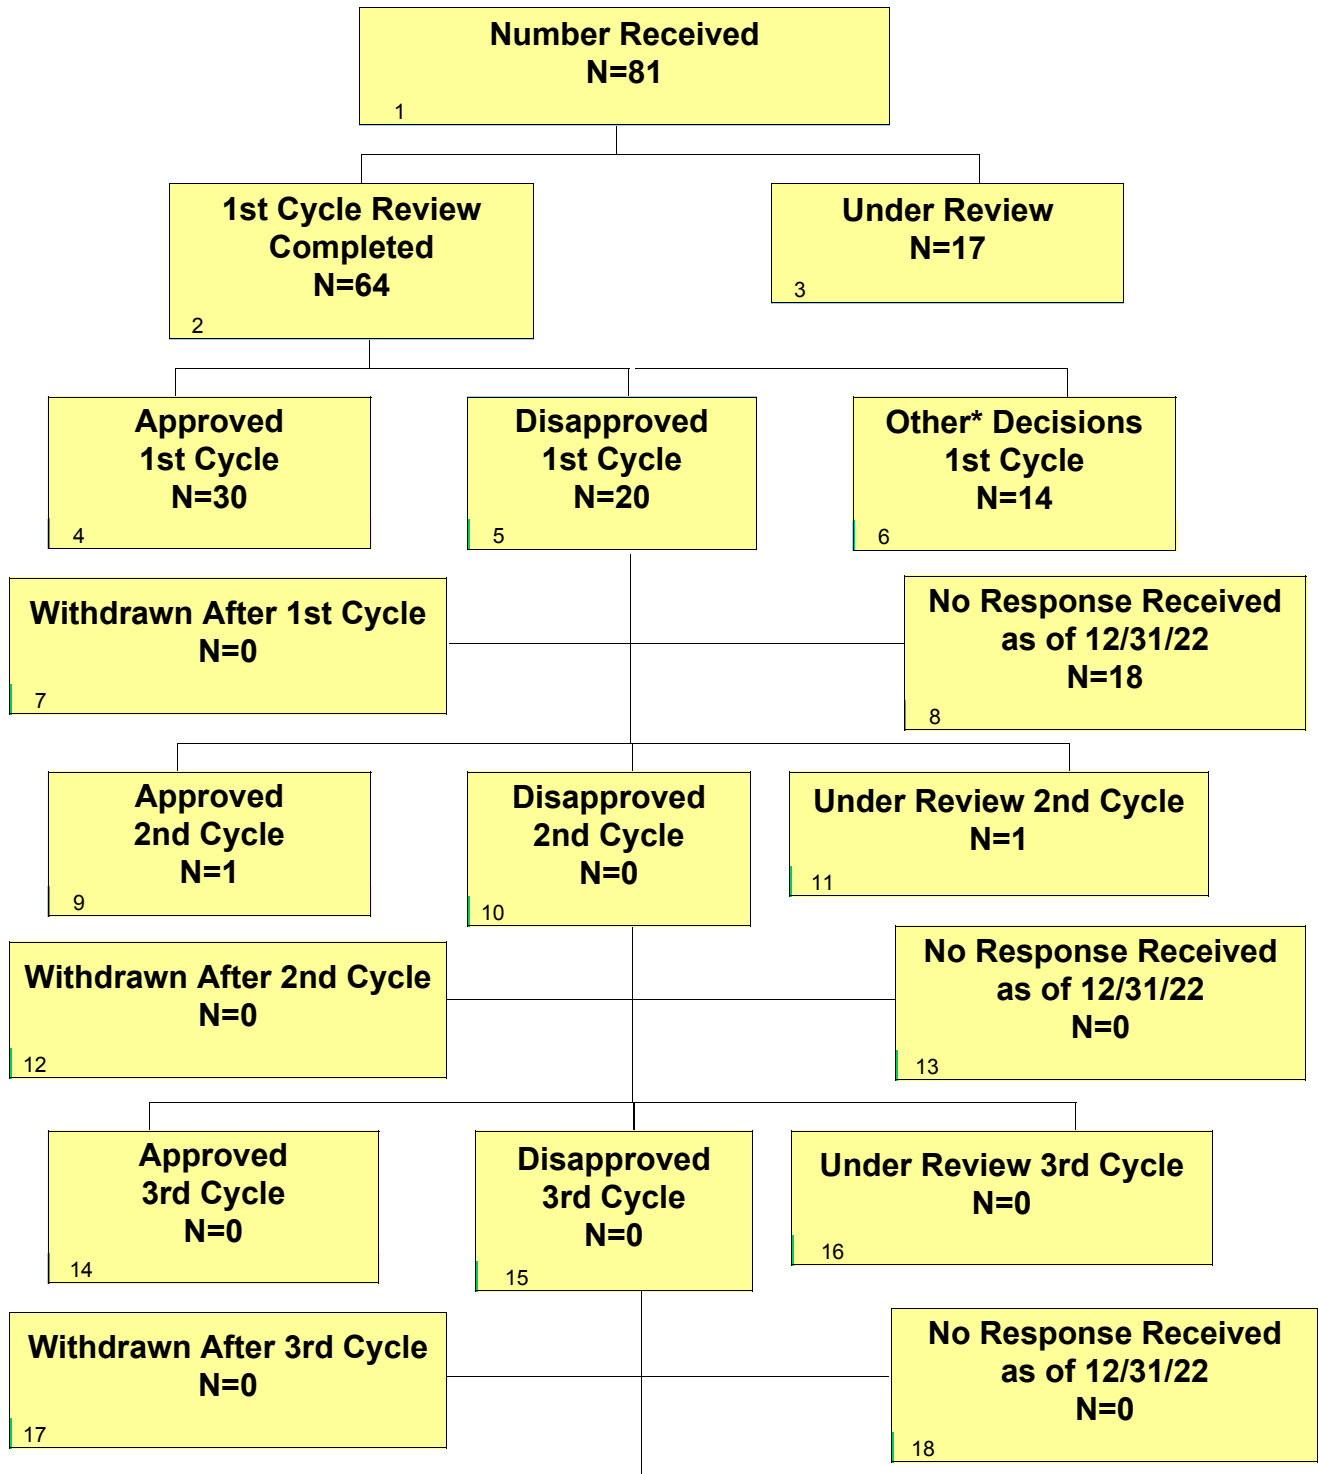 Number Received
N=81
1
1st Cycle Review
Completed
N=64
2
Under Review
N=17
3
Approved
1st Cycle
N=30
4
Disapproved
1st Cycle
N=20
5
Other* Decisions
1st Cycle
N=14
6
Withdrawn After 1st Cycle
N=0
7
No Response Received
as of 12/31/22
N=18
8
Approved
2nd Cycle
N=1
9
Disapproved
2nd Cycle
N=0
10
Under Review 2nd Cycle
N=1
11
Withdrawn After 2nd Cycle
N=0
12
No Response Received
as of 12/31/22
N=0
13
Approved
3rd Cycle
N=0
14
Disapproved
3rd Cycle
N=0
15
Under Review 3rd Cycle
N=0
16
Withdrawn After 3rd Cycle
N=0
17
No Response Received
as of 12/31/22
N=0
18